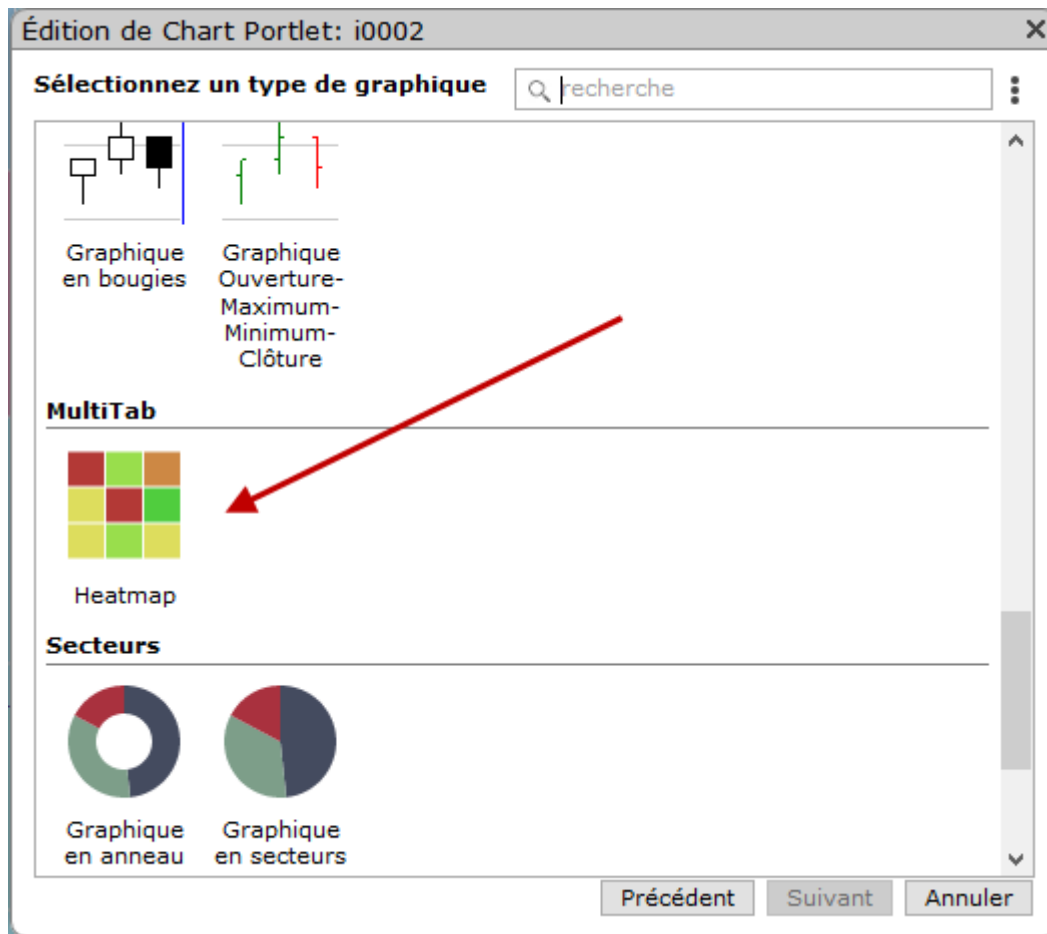 Édition de Chart Portlet: i0002
Sélectionnez un type de graphique
recherche
Graphique
en bougies
Graphique
Ouverture-
Maximum-
Minimum-
Clôture
MultiTab
Heatmap
Secteurs
Graphique
en anneau
Graphique
en secteurs
Précédent
Suivant
Annuler